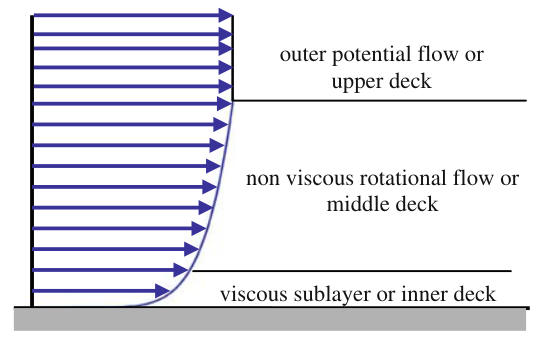 outer potential flow or
upper deck
non viscous rotational flow or
middle deck
viscous sublayer or inner deck